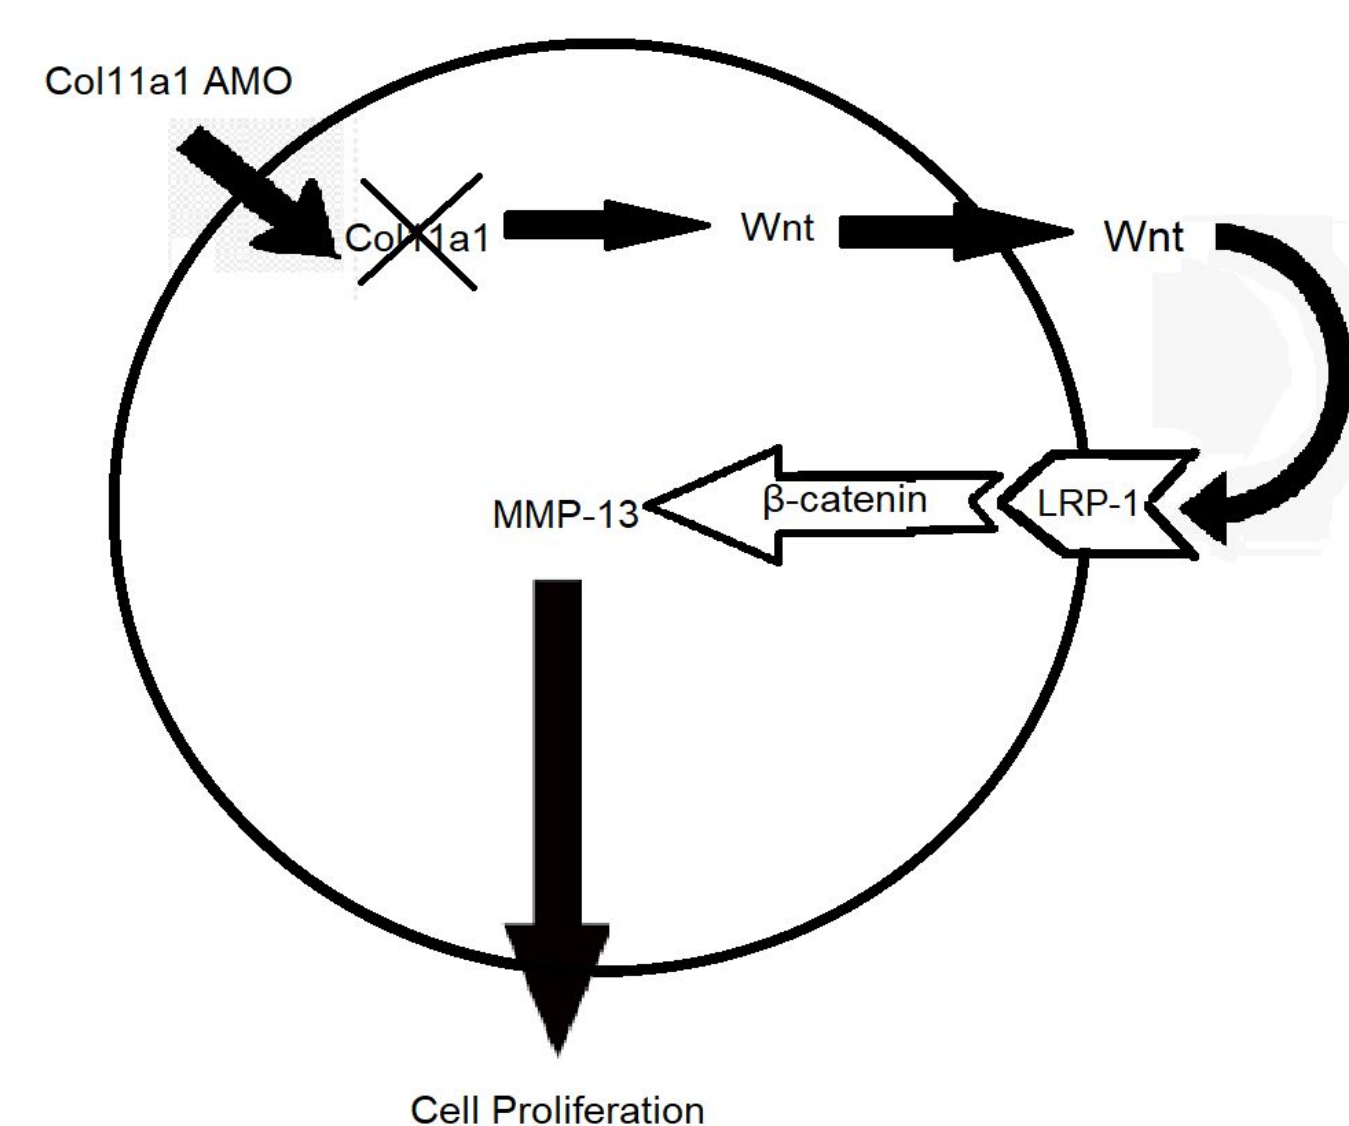 Col11a1 AMO
Col11a1
Wnt
Wnt
MMP-13
β-catenin
LRP-1
Cell Proliferation